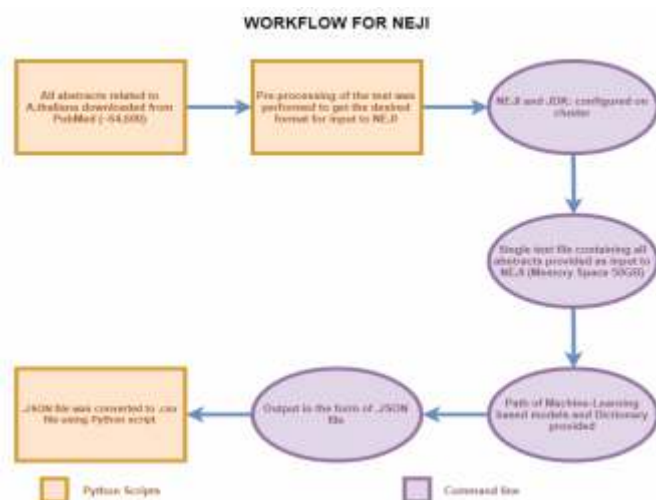 WORKFLOW FOR NEJI
All abstracts related to
A.thaliana downloaded from
PubMed (~64,600)
Pre-processing of the text was
performed to get the desired
format for input to NEJI
NEJI and JDK: configured on
cluster
Single text file containing all
abstracts provided as input to
NEJI (Memory Space 50GB)
Path of Machine-Learning
based models and Dictionary
provided
Output in the form of .JSON
file
.JSON file was converted to .csv
file using Python script
Python Scripts
Command line